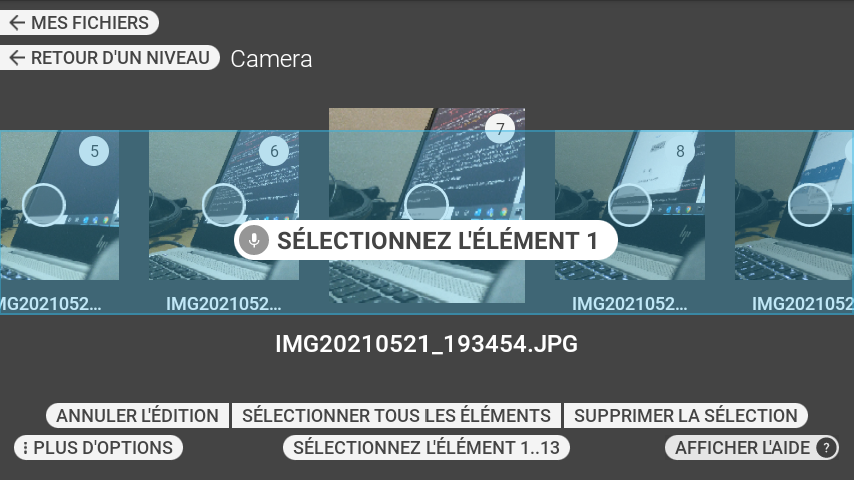 MES FICHIERS
RETOUR D'UN NIVEAU
Camera
5
6
7
8
SÉLECTIONNEZ L'ÉLÉMENT 1
MG2021052...
IMG2021052...
IMG2021052...
IMG2021052
IMG20210521_193454.JPG
ANNULER L'ÉDITION
SÉLECTIONNER TOUS LES ÉLÉMENTS
SUPPRIMER LA SÉLECTION
PLUS D'OPTIONS
SÉLECTIONNEZ L'ÉLÉMENT 1..13
AFFICHER L'AIDE ?